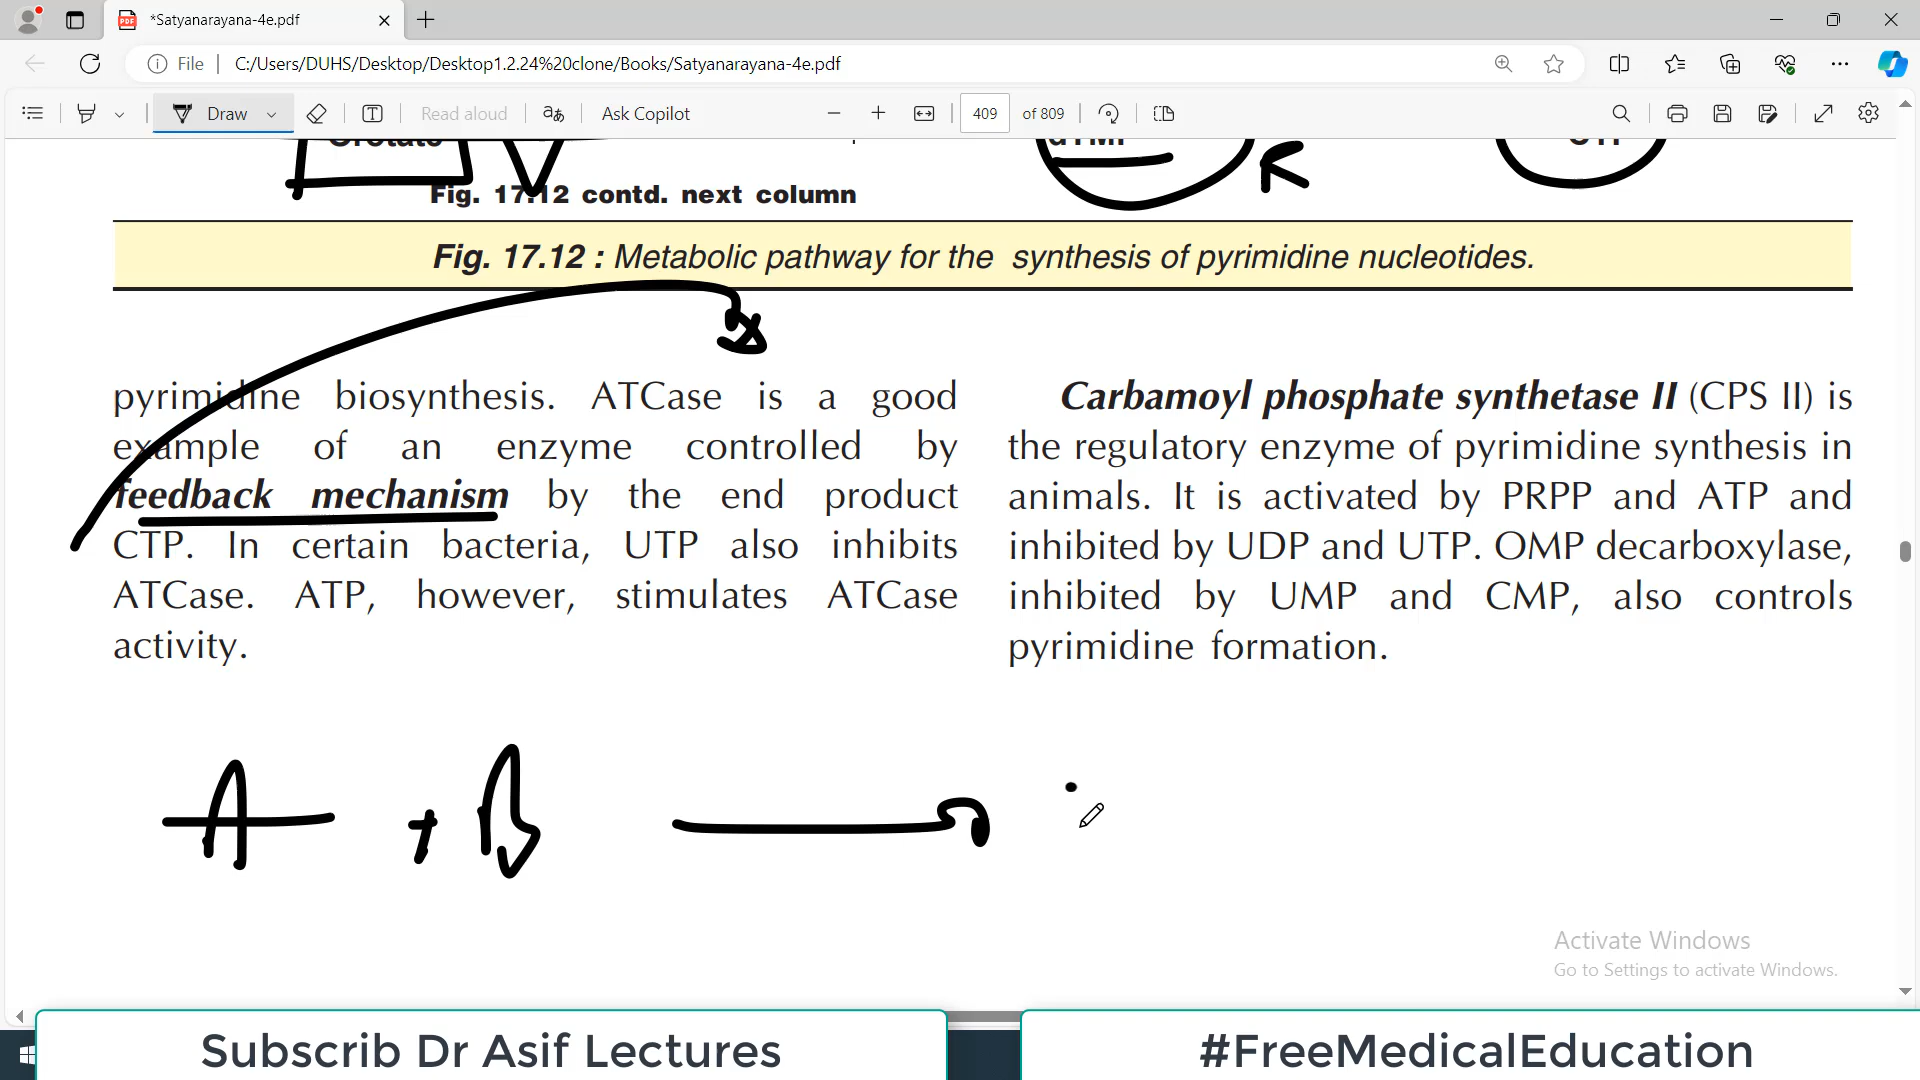 *Satyanarayana-4e.pdf
File C:/Users/DUHS/Desktop/Desktop1.2.24%20clone/Books/Satyanarayana-4e.pdf
Draw Read aloud Ask Copilot 409 of 809
Fig. 17.12 contd. next column
Fig. 17.12 : Metabolic pathway for the synthesis of pyrimidine nucleotides.
pyrimidine biosynthesis. ATCase is a good
example of an enzyme controlled by
feedback mechanism by the end product
CTP. In certain bacteria, UTP also inhibits
ATCase. ATP, however, stimulates ATCase
activity.
Carbamoyl phosphate synthetase II (CPS II) is
the regulatory enzyme of pyrimidine synthesis in
animals. It is activated by PRPP and ATP and
inhibited by UDP and UTP. OMP decarboxylase,
inhibited by UMP and CMP, also controls
pyrimidine formation.
A + B
Activate Windows
Go to Settings to activate Windows.
Subscrib Dr Asif Lectures
#FreeMedicalEducation